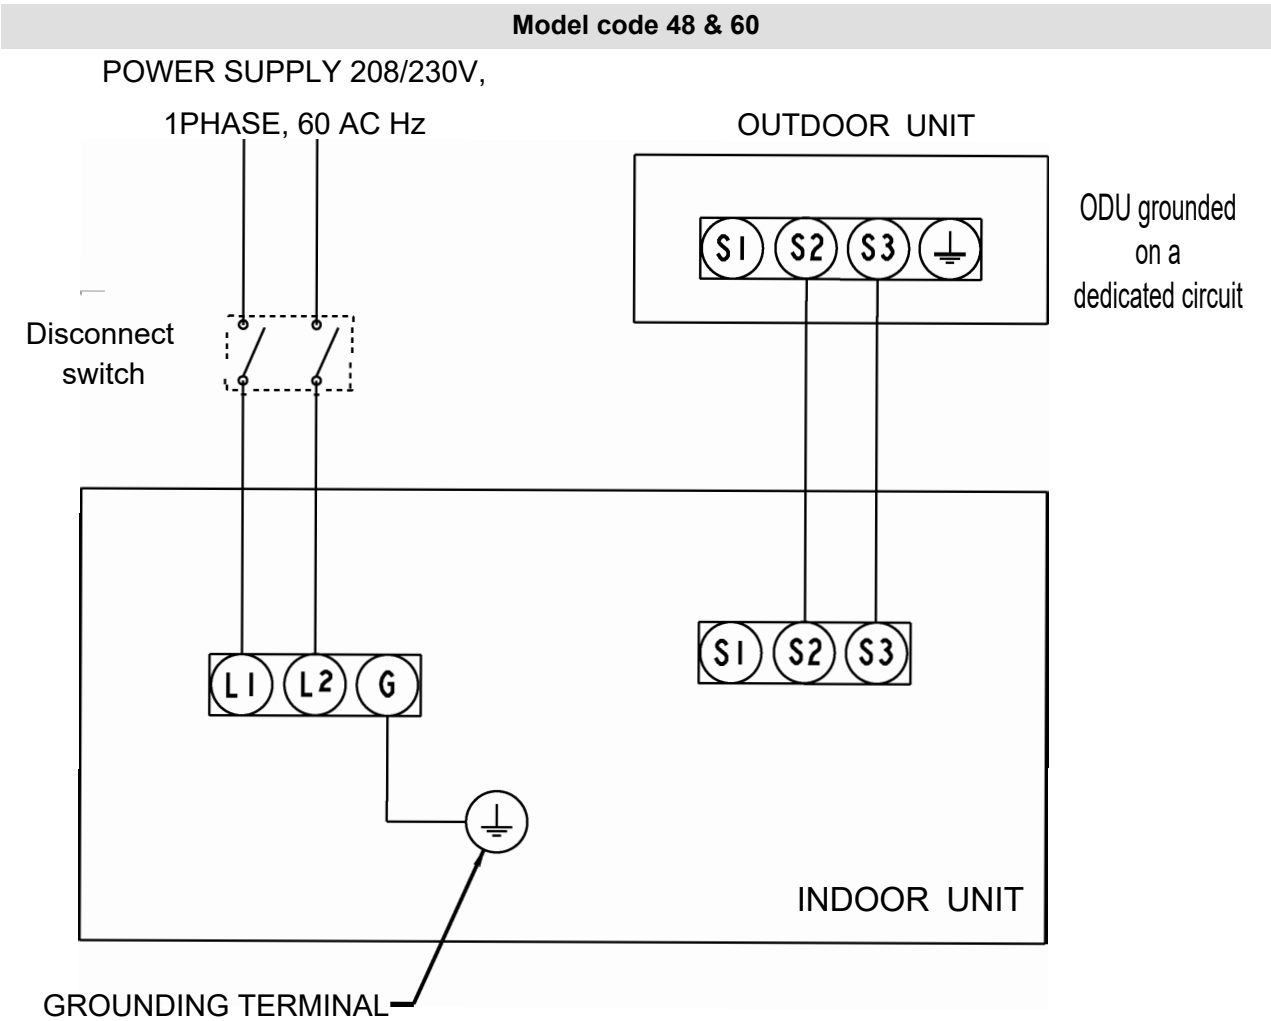 Model code 48 & 60
POWER SUPPLY 208/230V,
1PHASE, 60 AC Hz
OUTDOOR UNIT
S1 S2 S3
ODU grounded
on a
dedicated circuit
Disconnect
switch
S1 S2 S3
L1 L2 G
INDOOR UNIT
GROUNDING TERMINAL